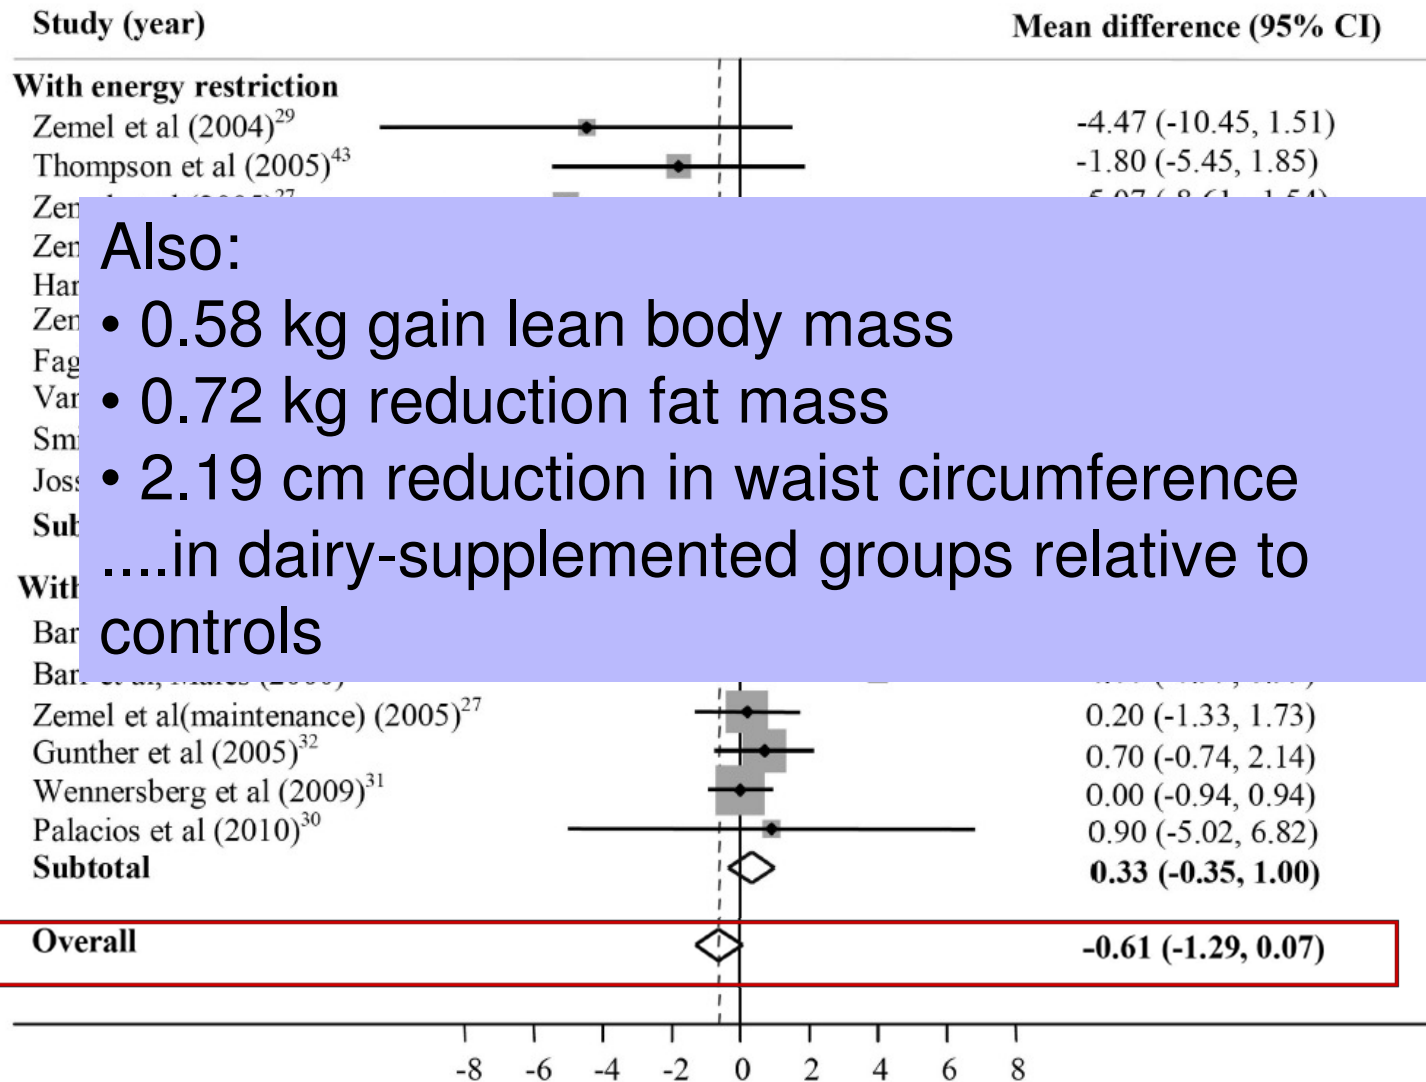 Study (year) Mean difference (95% CI)
With energy restriction
Zemel et al (2004)29 -4.47 (-10.45, 1.51)
Thompson et al (2005)43 -1.80 (-5.45, 1.85)
Also:
• 0.58 kg gain lean body mass
• 0.72 kg reduction fat mass
• 2.19 cm reduction in waist circumference
....in dairy-supplemented groups relative to
controls
Zemel et al(maintenance) (2005)27 0.20 (-1.33, 1.73)
Gunther et al (2005)32 0.70 (-0.74, 2.14)
Wennersberg et al (2009)31 0.00 (-0.94, 0.94)
Palacios et al (2010)30 0.90 (-5.02, 6.82)
Subtotal 0.33 (-0.35, 1.00)
Overall -0.61 (-1.29, 0.07)
-8 -6 -4 -2 0 2 4 6 8